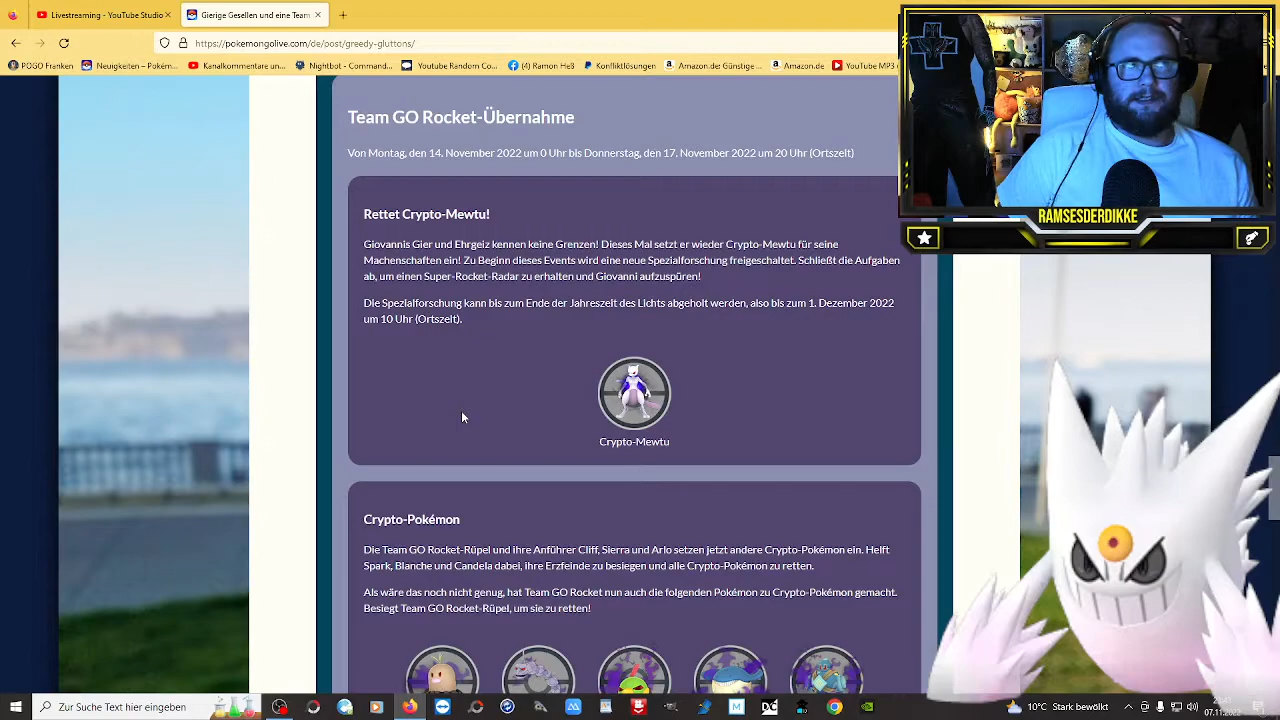 Livestreaming - YouTube Studio
Gierige Gesellen und eine Team
https://pokemongolive.com/de/post/greedy-gluttons/
POGO Franken
Neuigkeiten – Pokém...
Kanalkommentare un...
Nightbot - Command...
Youtube Random Co...
(4) Ramon Heß
Konfliktlösungen
Amazon.de Günstige ...
Amazon.de
YouTube MP3
RAMSESDERDIKKE
Team GO Rocket-Übernahme
Von Montag, den 14. November 2022 um 0 Uhr bis Donnerstag, den 17. November 2022 um 20 Uhr (Ortszeit)
Rettet Crypto-Mewtu!
Giovannis Gier und Ehrgeiz kennen keine Grenzen! Dieses Mal setzt er wieder Crypto-Mewtu für seine
Machenschaften ein! Zu Beginn dieses Events wird eine neue Spezialforschung freigeschaltet. Schließt die Aufgaben
ab, um einen Super-Rocket-Radar zu erhalten und Giovanni aufzuspüren!
Die Spezialforschung kann bis zum Ende der Jahreszeit des Lichts abgeholt werden, also bis zum 1. Dezember 2022
um 10 Uhr (Ortszeit).
Crypto-Mewtu
Crypto-Pokémon
Die Team GO Rocket-Rüpel und ihre Anführer Cliff, Sierra und Arlo setzen jetzt andere Crypto-Pokémon ein. Helft
Spark, Blanche und Candela dabei, ihre Erzfeinde zu besiegen und alle Crypto-Pokémon zu retten.
Als wäre das noch nicht genug, hat Team GO Rocket nun auch die folgenden Pokémon zu Crypto-Pokémon gemacht.
Besiegt Team GO Rocket-Rüpel, um sie zu retten!
Zur Suche Text hier eingeben
10°C Stark bewölkt
07.11.2022